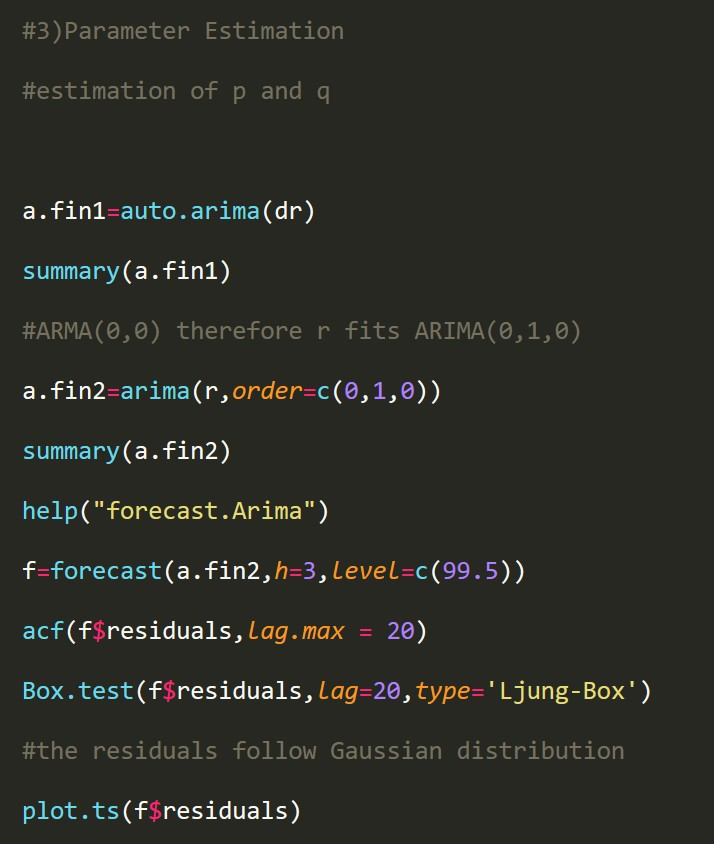 #3)Parameter Estimation
#estimation of p and q
a.fin1=auto.arima(dr)
summary(a.fin1)
#ARMA(0,0) therefore r fits ARIMA(0,1,0)
a.fin2=arima(r,order=c(0,1,0))
summary(a.fin2)
help("forecast.Arima")
f=forecast(a.fin2,h=3,level=c(99.5))
acf(f$residuals,lag.max = 20)
Box.test(f$residuals,lag=20,type='Ljung-Box')
#the residuals follow Gaussian distribution
plot.ts(f$residuals)